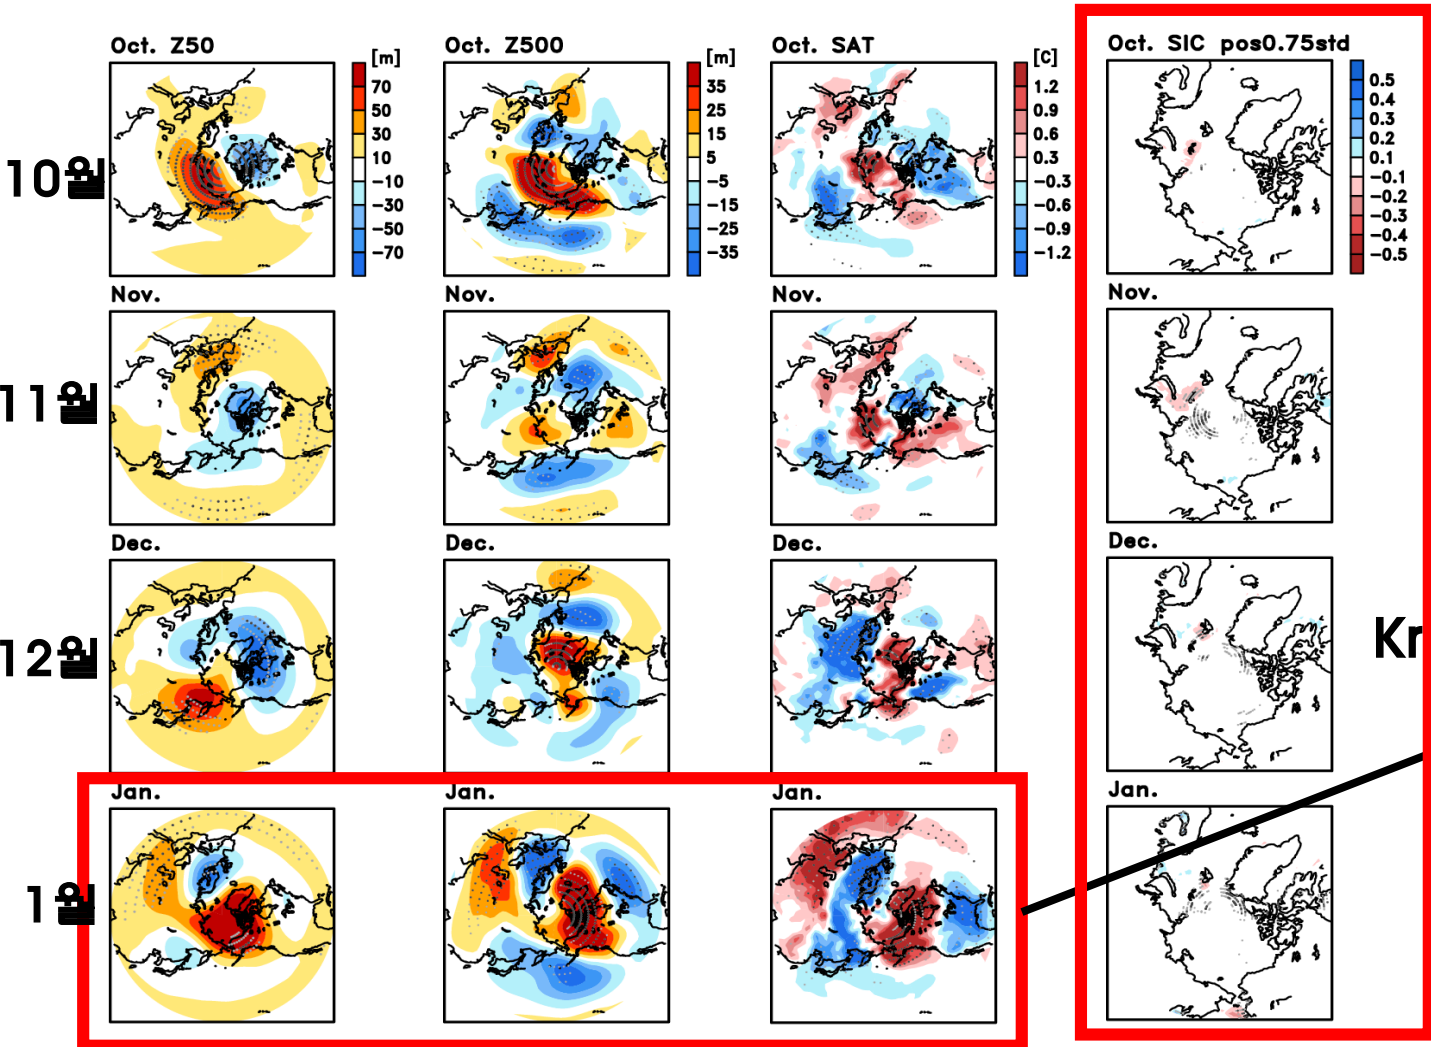 Oct. Z50
[m]
70
50
30
10
−10
−30
−50
−70
Oct. Z500
[m]
35
25
15
5
−5
−15
−25
−35
Oct. SAT
[C]
1.2
0.9
0.6
0.3
−0.3
−0.6
−0.9
−1.2
Oct. SIC pos0.75std
0.5
0.4
0.3
0.2
0.1
−0.1
−0.2
−0.3
−0.4
−0.5
10월
Nov.
Nov.
Nov.
Nov.
11월
Dec.
Dec.
Dec.
Dec.
12월
Kr
Jan.
Jan.
Jan.
Jan.
1월